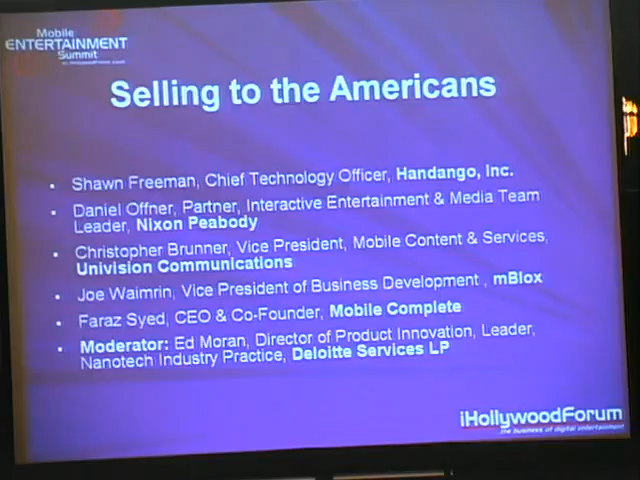 Mobile
ENTERTAINMENT
Summit
Selling to the Americans
• Shawn Freeman, Chief Technology Officer, Handango, Inc.
• Daniel Offner, Partner, Interactive Entertainment & Media Team
Leader, Nixon Peabody
• Christopher Brunner, Vice President, Mobile Content & Services,
Univision Communications
• Joe Waimrin, Vice President of Business Development , mBlox
• Faraz Syed, CEO & Co-Founder, Mobile Complete
• Moderator: Ed Moran, Director of Product Innovation, Leader,
Nanotech Industry Practice, Deloitte Services LP
iHollywoodForum
the business of digital entertainment